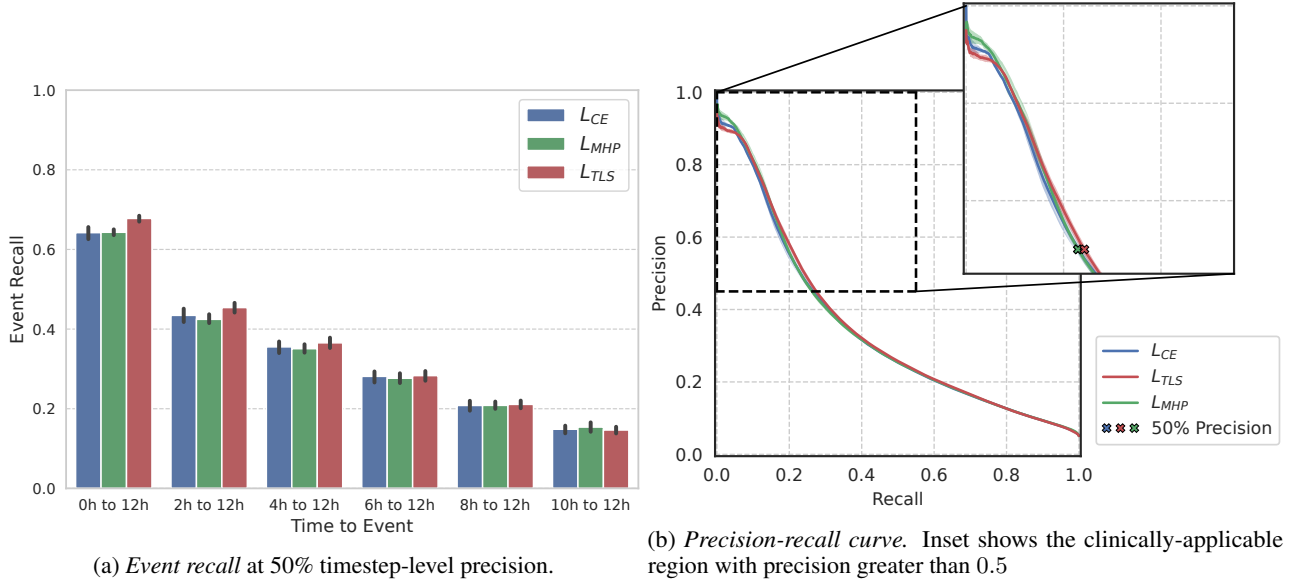 1.0
0.8
0.6
0.4
0.2
0.0
Event Recall
L_CE
L_MHP
L_TLS
0h to 12h 2h to 12h 4h to 12h 6h to 12h 8h to 12h 10h to 12h
Time to Event
(a) Event recall at 50% timestep-level precision.
1.0
0.8
0.6
0.4
0.2
0.0
Precision
0.0 0.2 0.4 0.6 0.8 1.0
Recall
L_CE
L_TLS
L_MHP
50% Precision
(b) Precision-recall curve. Inset shows the clinically-applicable
region with precision greater than 0.5